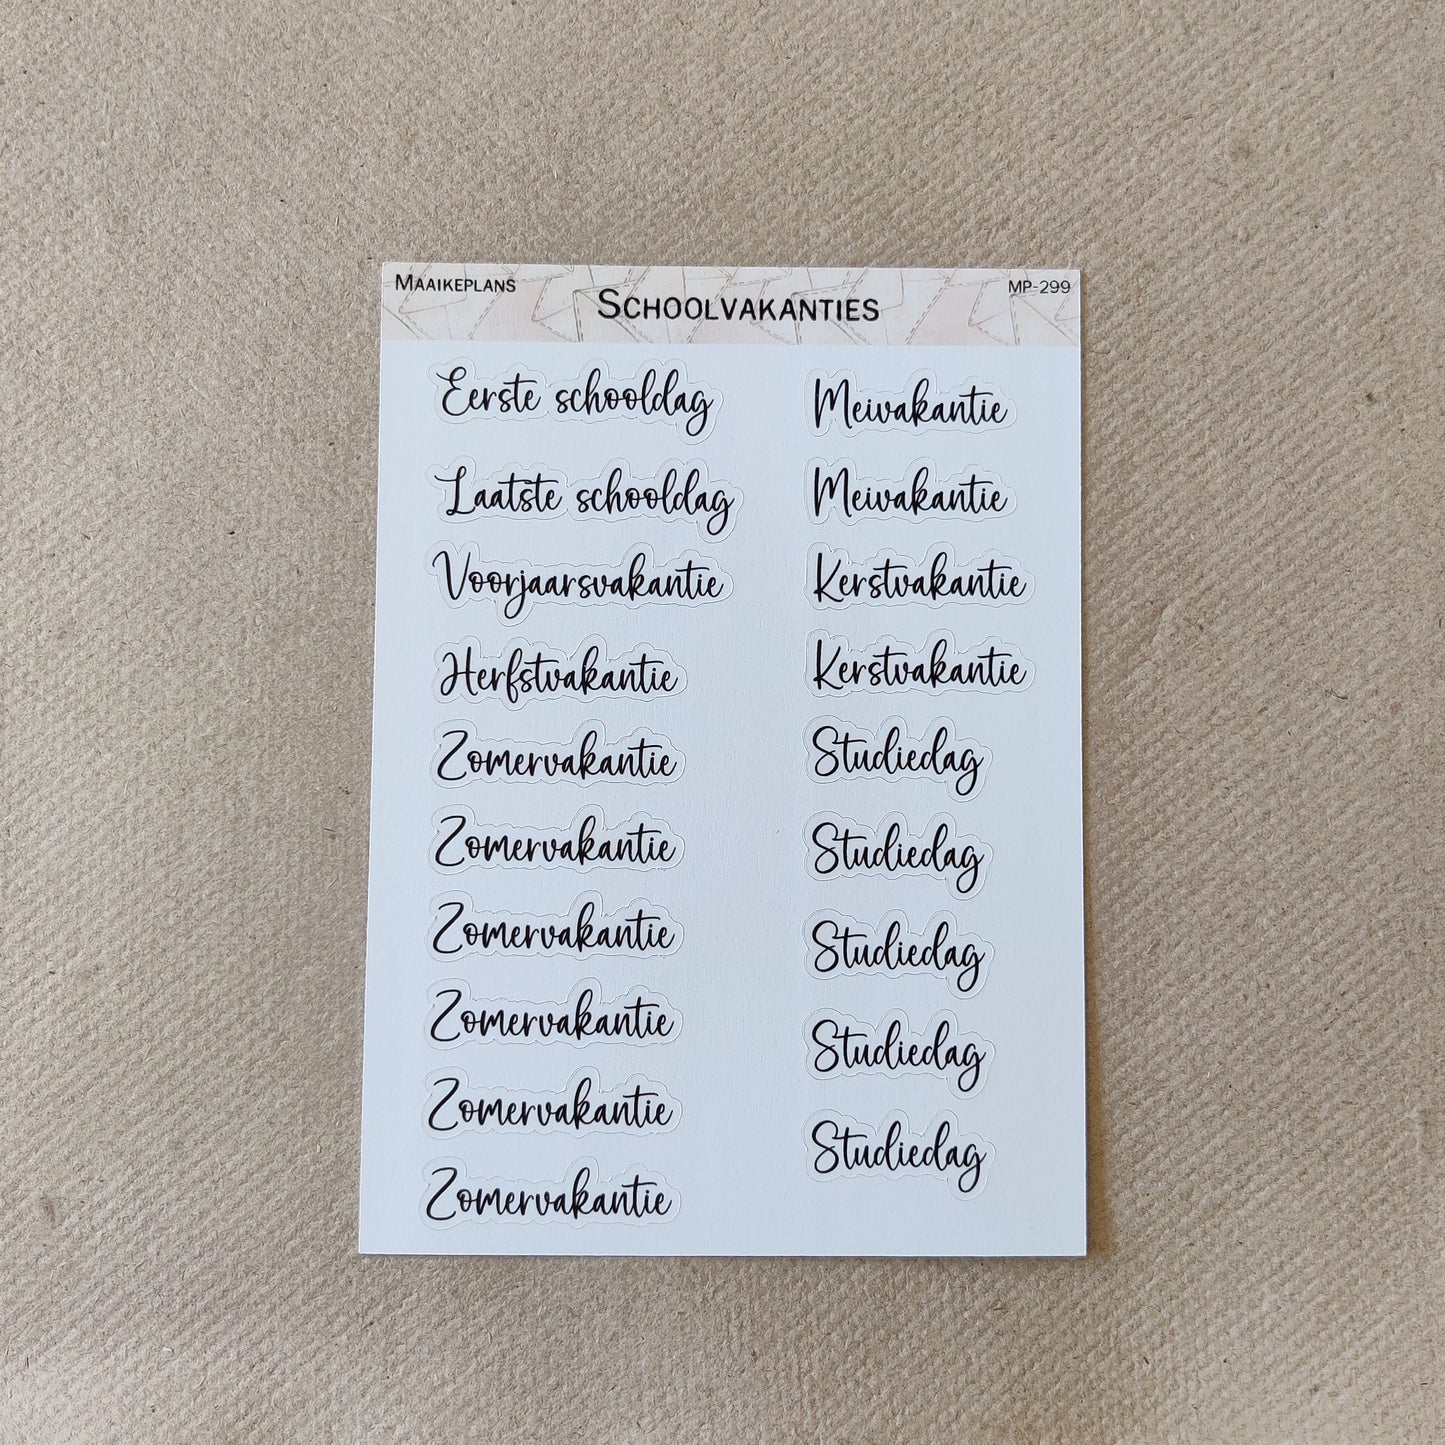 MAAIKEPLANS
SCHOOLVAKANTIES
MP-299
Eerste schooldag
Laatste schooldag
Voorjaarsvakantie
Herfstvakantie
Zomervakantie
Zomervakantie
Zomervakantie
Zomervakantie
Zomervakantie
Zomervakantie
Meivakantie
Meivakantie
Kerstvakantie
Kerstvakantie
Studiedag
Studiedag
Studiedag
Studiedag
Studiedag